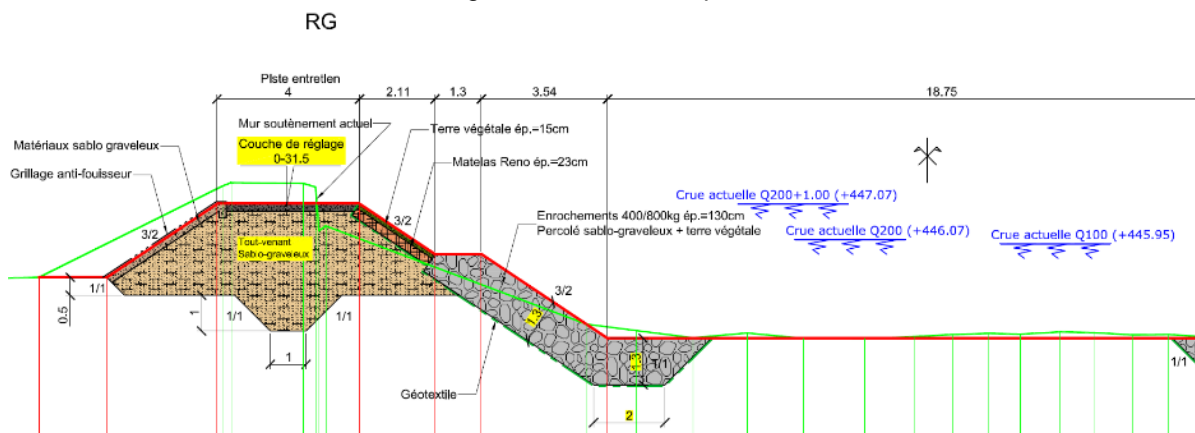 RG
Piste entretien
4
2.11
1.3
3.54
18.75
Mur soutènement actuel
Terre végétale ép.=15cm
Couche de réglage
0-31.5
Matériaux sablo graveleux
Matelas Reno ép.=23cm
Grillage anti-fouisseur
Crue actuelle Q200+1.00 (+447.07)
Enrochements 400/800kg ép.=130cm
Percolé sablo-graveleux + terre végétale
3/2
3/2
Crue actuelle Q200 (+446.07)
Crue actuelle Q100 (+445.95)
Tout-venant
Sablo-graveleux
1/1
3/2
0.5
1
1/1
1/1
1.3
1.3
1/1
1/1
1
Géotextile
2